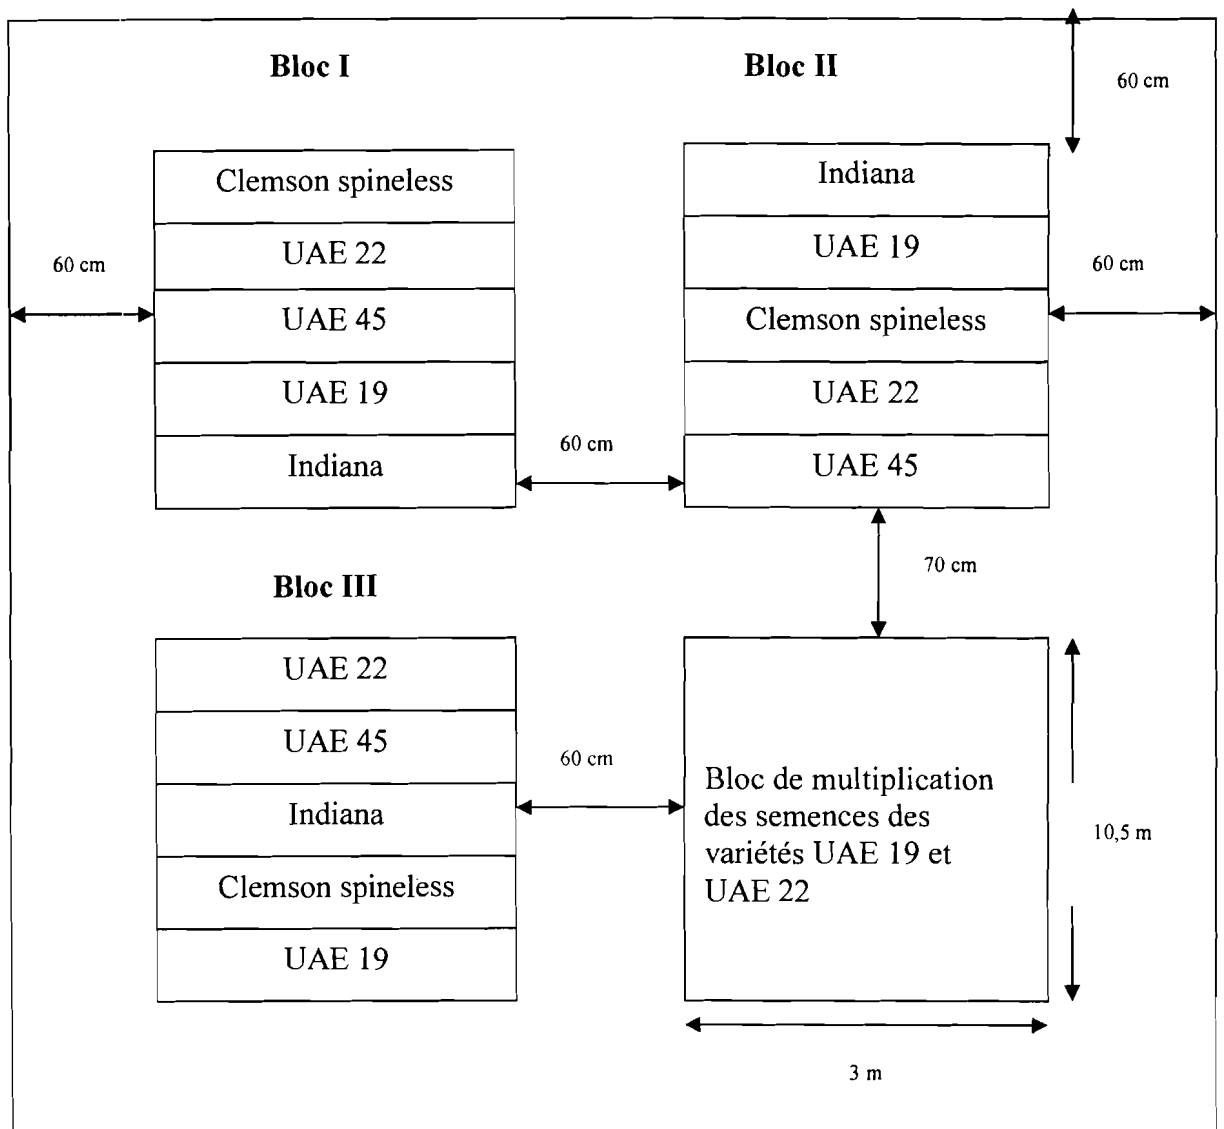 Bloc I
Bloc II
60 cm
Clemson spineless
UAE 22
UAE 45
UAE 19
Indiana
60 cm
Indiana
UAE 19
Clemson spineless
UAE 22
UAE 45
60 cm
60 cm
70 cm
Bloc III
UAE 22
UAE 45
Indiana
Clemson spineless
UAE 19
60 cm
Bloc de multiplication
des semences des
variétés UAE 19 et
UAE 22
10,5 m
3 m